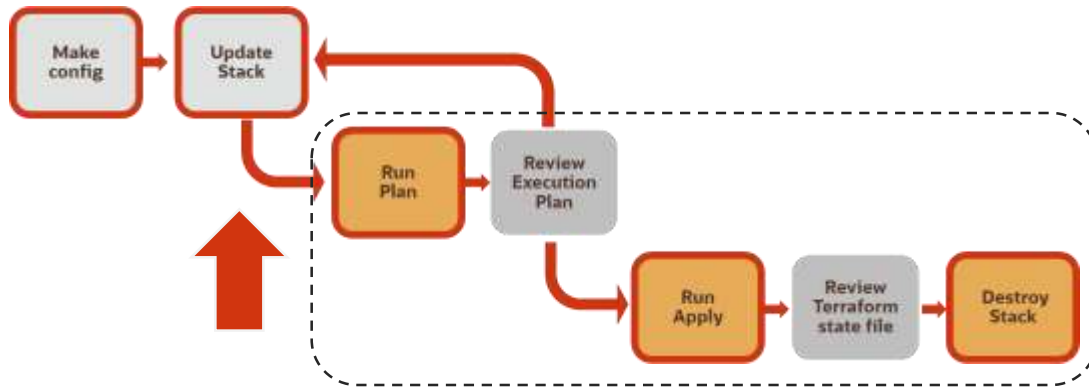 Make
config
Update
Stack
Run
Plan
Review
Execution
Plan
Run
Apply
Review
Terraform
state file
Destroy
Stack